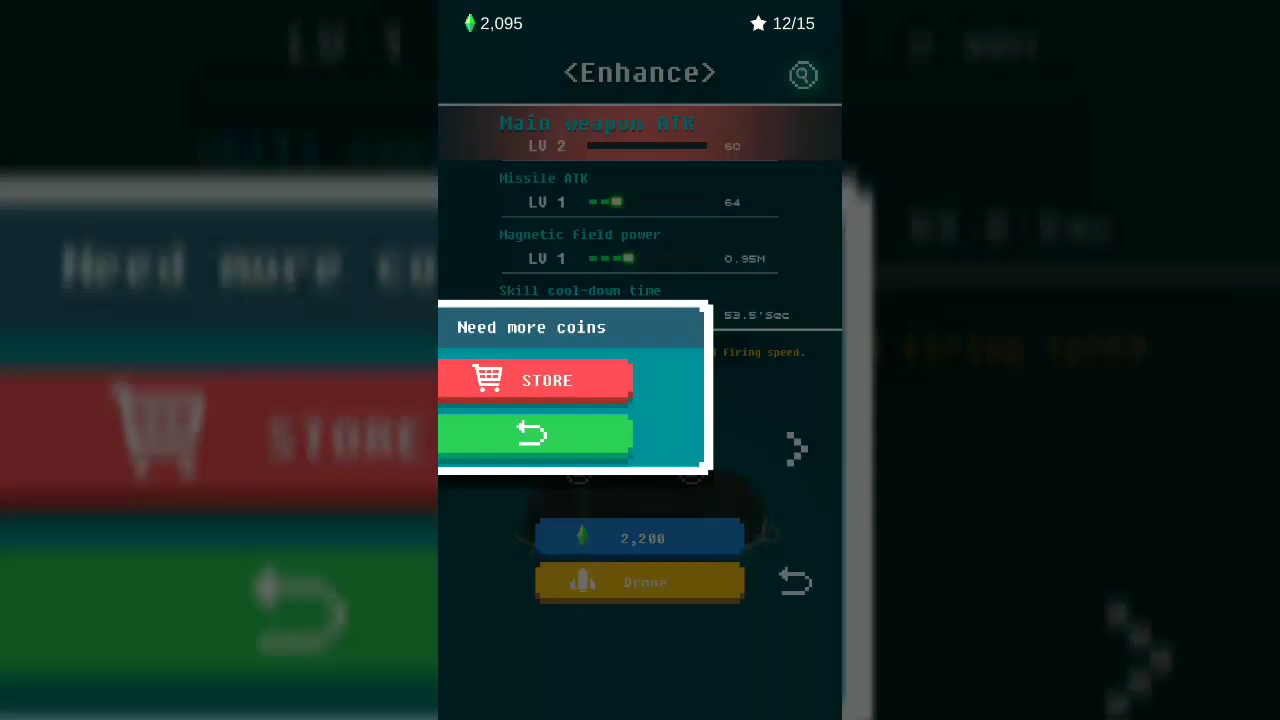 2,095
12/15
<Enhance>
Main weapon ATK
LV 2
60
Missile ATK
LV 1
64
Magnetic field power
LV 1
0.95M
Skill cool-down time
53.5'Sec
Need more coins
firing speed.
STORE
2,200
Drone